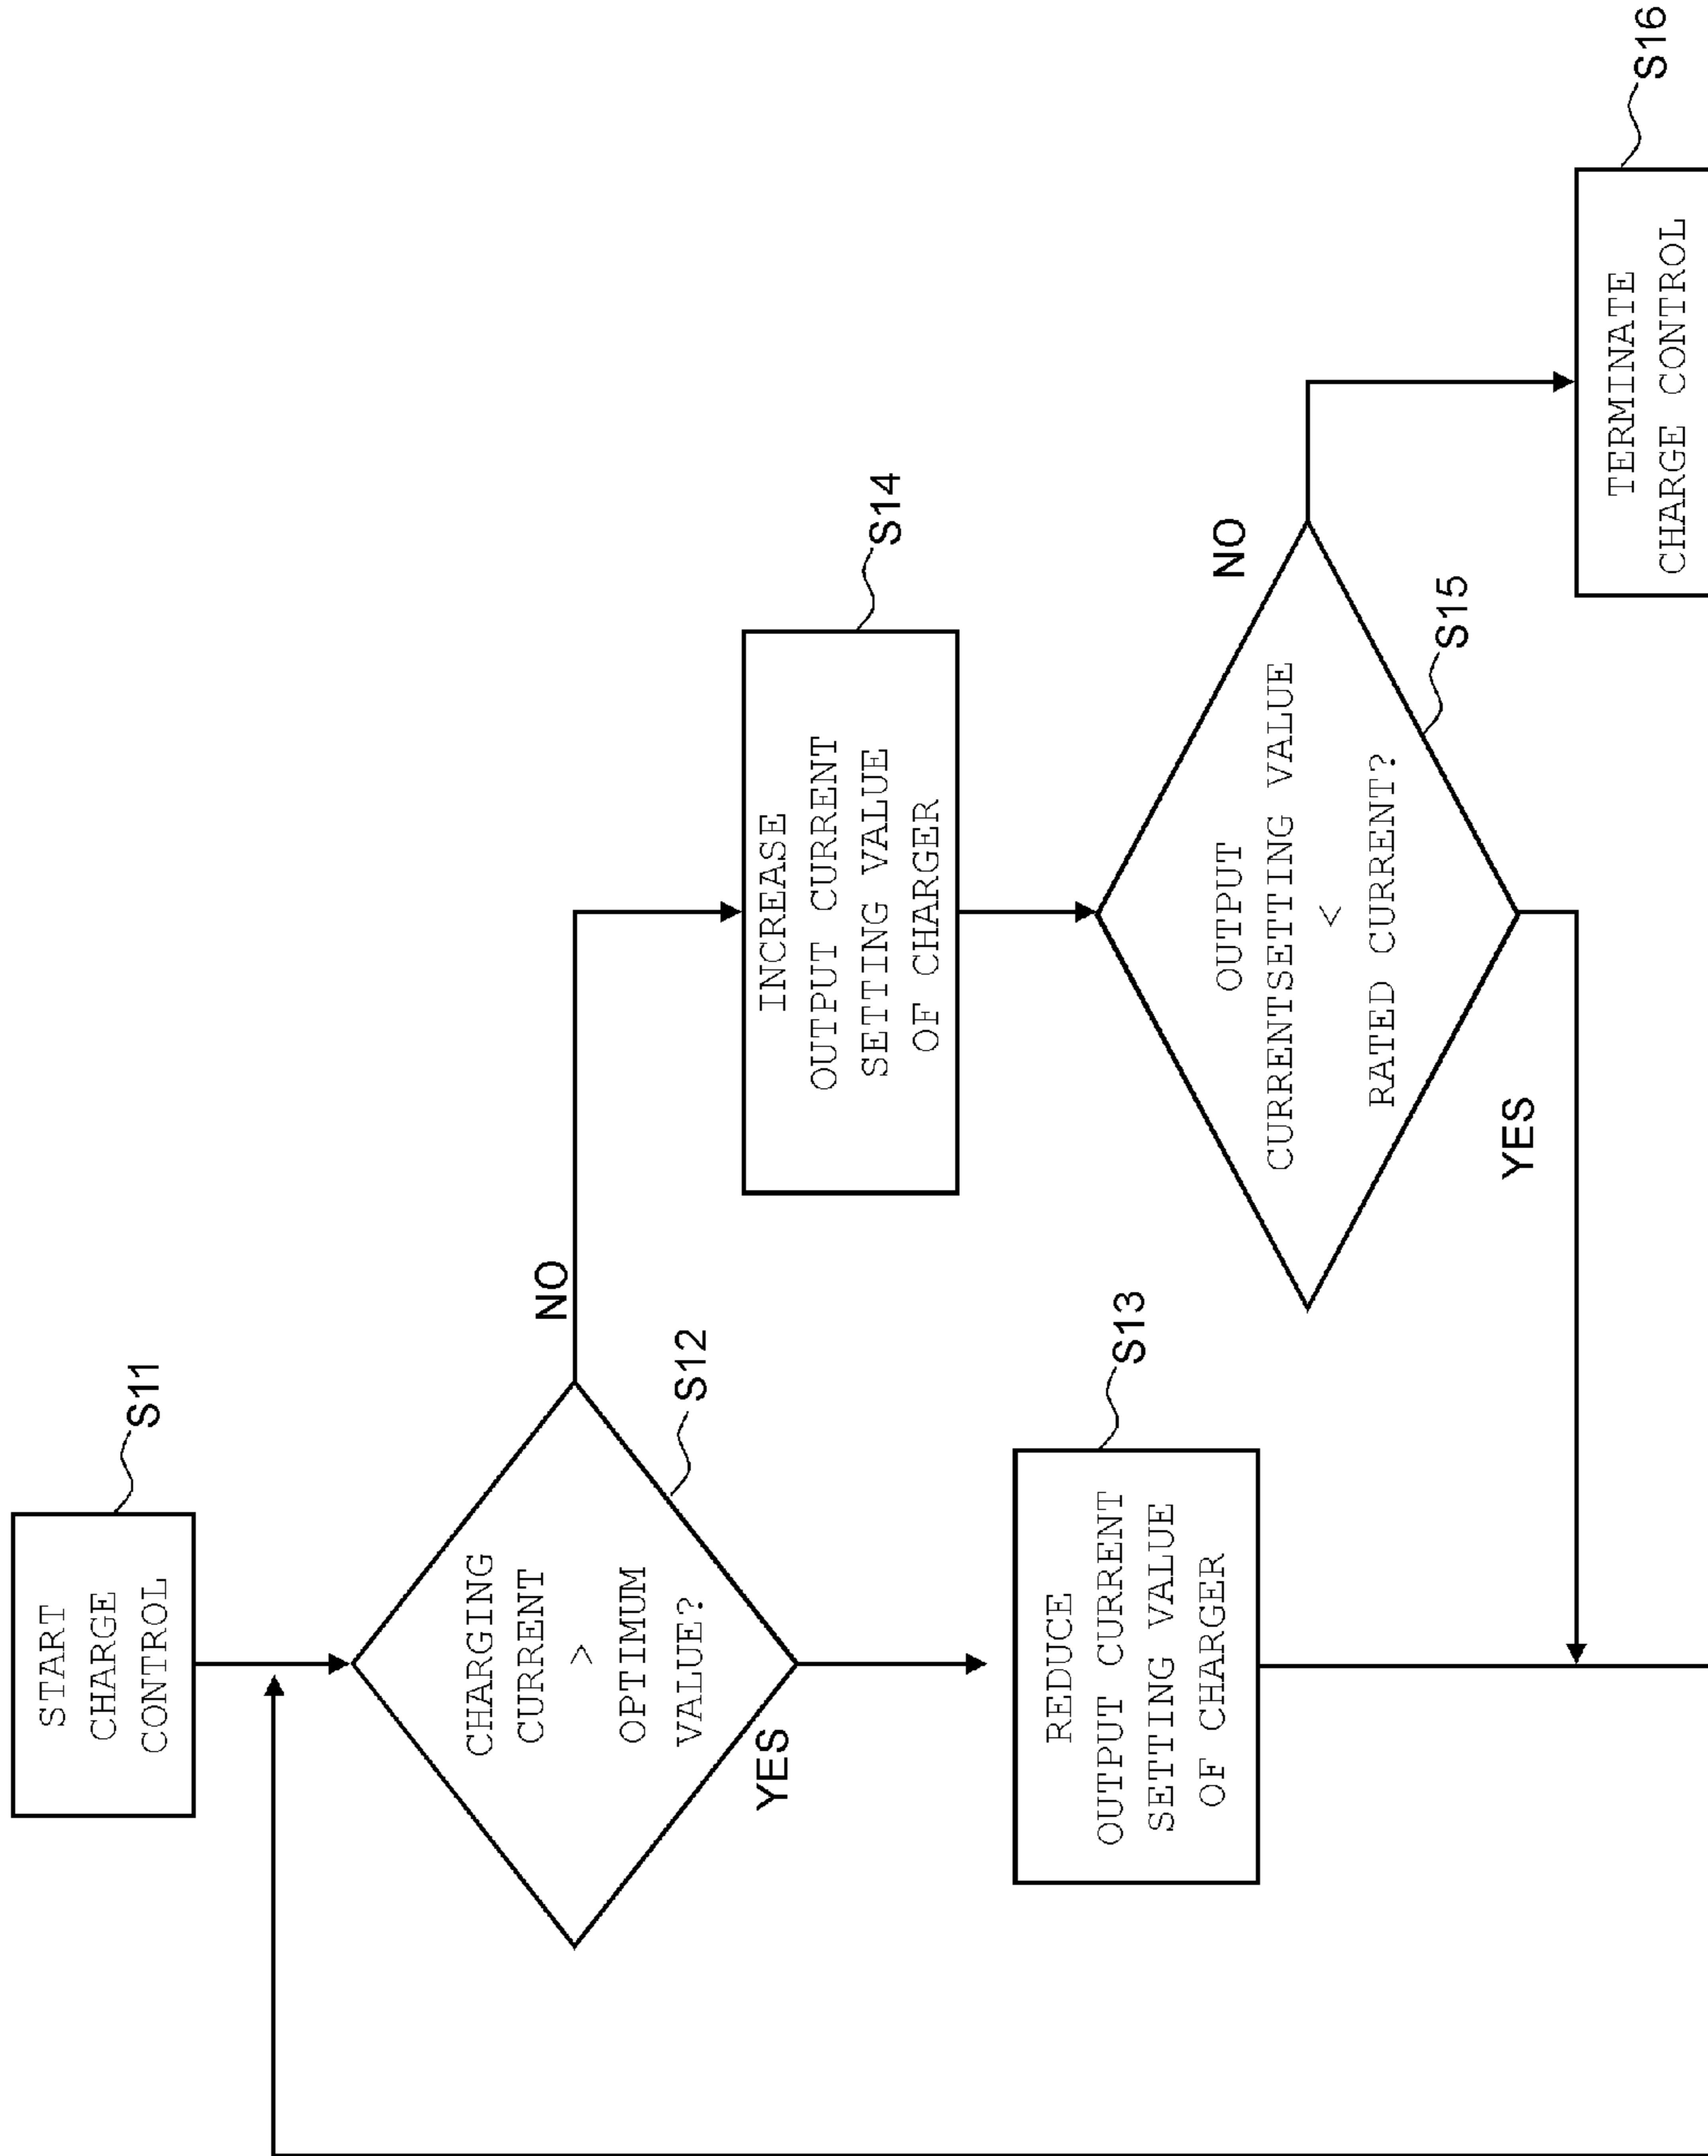 START
CHARGE
CONTROL
S11
CHARGING
CURRENT
>
OPTIMUM
VALUE?
S12
NO
YES
REDUCE
OUTPUT CURRENT
SETTING VALUE
OF CHARGER
S13
INCREASE
OUTPUT CURRENT
SETTING VALUE
OF CHARGER
S14
OUTPUT
CURRENTSETTING VALUE
<
RATED CURRENT?
S15
NO
YES
TERMINATE
CHARGE CONTROL
S16